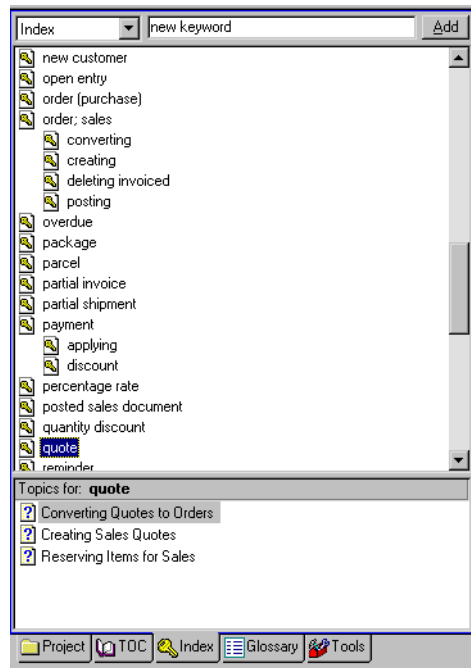 Index new keyword Add
new customer
open entry
order (purchase)
order; sales
converting
creating
deleting invoiced
posting
overdue
package
parcel
partial invoice
partial shipment
payment
applying
discount
percentage rate
posted sales document
quantity discount
quote
reminder
Topics for: quote
Converting Quotes to Orders
Creating Sales Quotes
Reserving Items for Sales
Project TOC Index Glossary Tools